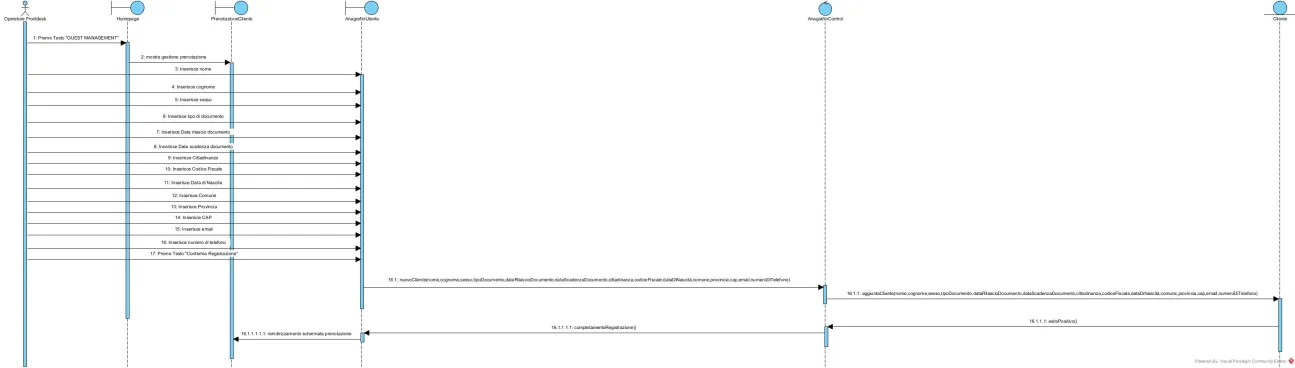 Operatore Frontdesk
Homepage
PrenotazioneCliente
AnagraficiUtente
AnagraficiControl
Cliente
1: Preme Tasto "GUEST MANAGEMENT"
2: mostra gestione prenotazione
3: Inserisce nome
4: Inserisce cognome
5: Inserisce sesso
6: Inserisce tipo di documento
7: Inserisce Data rilascio documento
8: Inserisce Data scadenza documento
9: Inserisce Cittadinanza
10: Inserisce Codice Fiscale
11: Inserisce Data di Nascita
12: Inserisce Comune
13: Inserisce Provincia
14: Inserisce CAP
15: Inserisce email
16: Inserisce numero di telefono
17: Preme Tasto "Conferma Registrazione"
16.1: nuovoCliente(nome,cognome,sesso,tipoDocumento,dataRilascioDocumento,dataScadenzaDocumento,cittadinanza,codiceFiscale,dataDiNascita,comune,provincia,cap,email,numeroDiTelefono)
16.1.1: aggiuntaCliente(nome,cognome,sesso,tipoDocumento,dataRilascioDocumento,dataScadenzaDocumento,cittadinanza,codiceFiscale,dataDiNascita,comune,provincia,cap,email,numeroDiTelefono)
16.1.1.1: esitoPositivo()
16.1.1.1.1: completamentoRegistrazione()
16.1.1.1.1.1: reindirizzamento schermata prenotazione
Powered By Visual Paradigm Community Edition